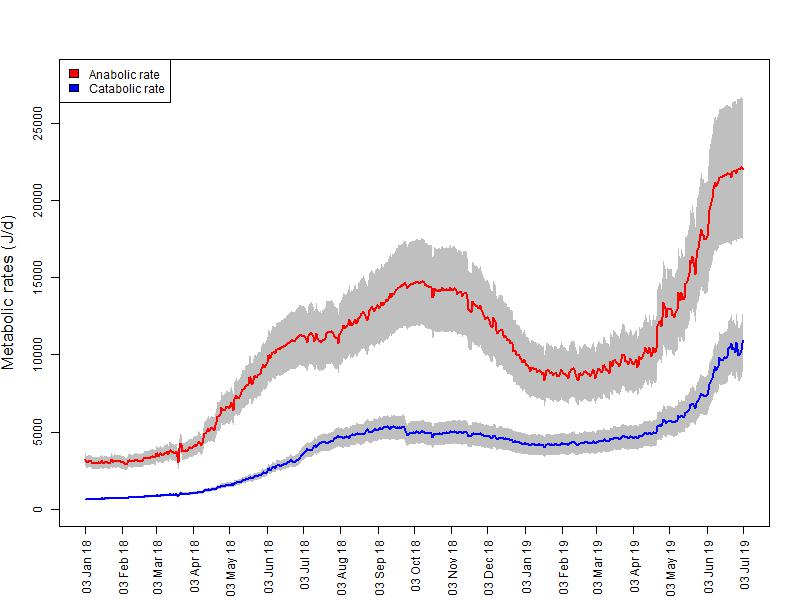 Anabolic rate
Catabolic rate
Metabolic rates (J/d)
25000
20000
15000
10000
5000
0
03 Jan 18
03 Feb 18
03 Mar 18
03 Apr 18
03 May 18
03 Jun 18
03 Jul 18
03 Aug 18
03 Sep 18
03 Oct 18
03 Nov 18
03 Dec 18
03 Jan 19
03 Feb 19
03 Mar 19
03 Apr 19
03 May 19
03 Jun 19
03 Jul 19